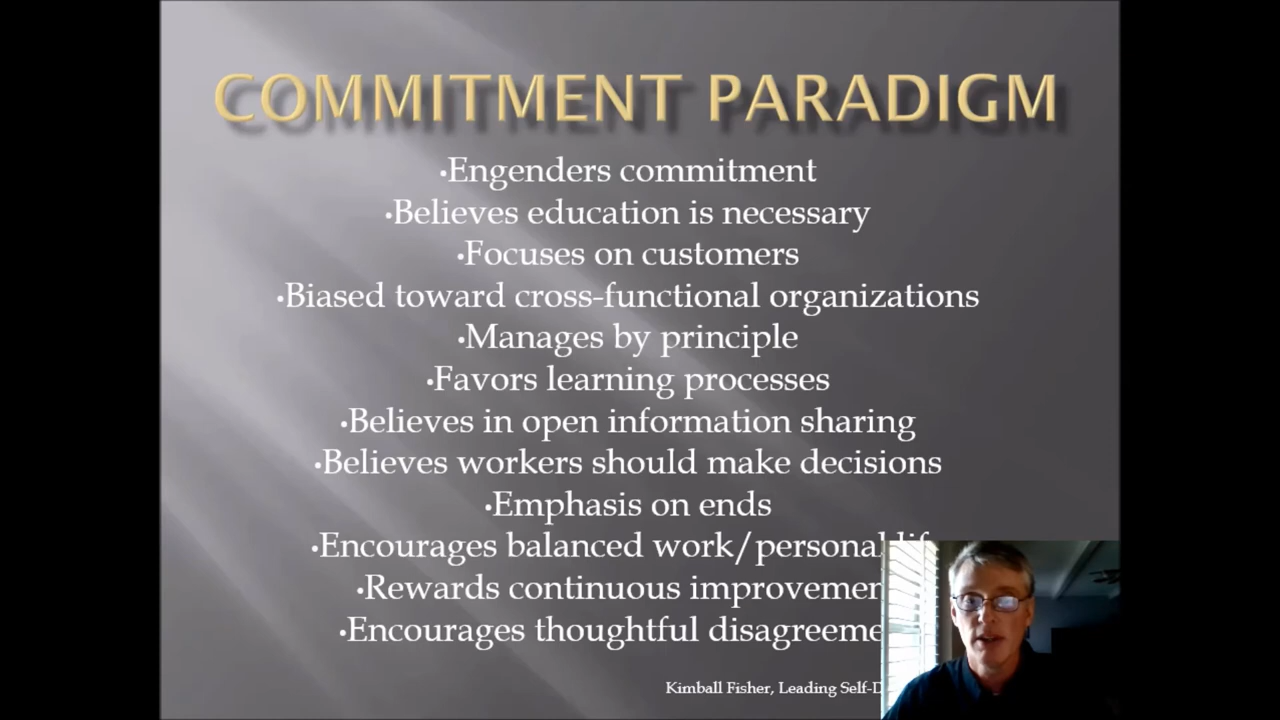 COMMITMENT PARADIGM
•Engenders commitment
•Believes education is necessary
•Focuses on customers
•Biased toward cross-functional organizations
•Manages by principle
•Favors learning processes
•Believes in open information sharing
•Believes workers should make decisions
•Emphasis on ends
•Encourages balanced work/personal
•Rewards continuous
•Encourages thoughtful
Kimball Fisher, Leading